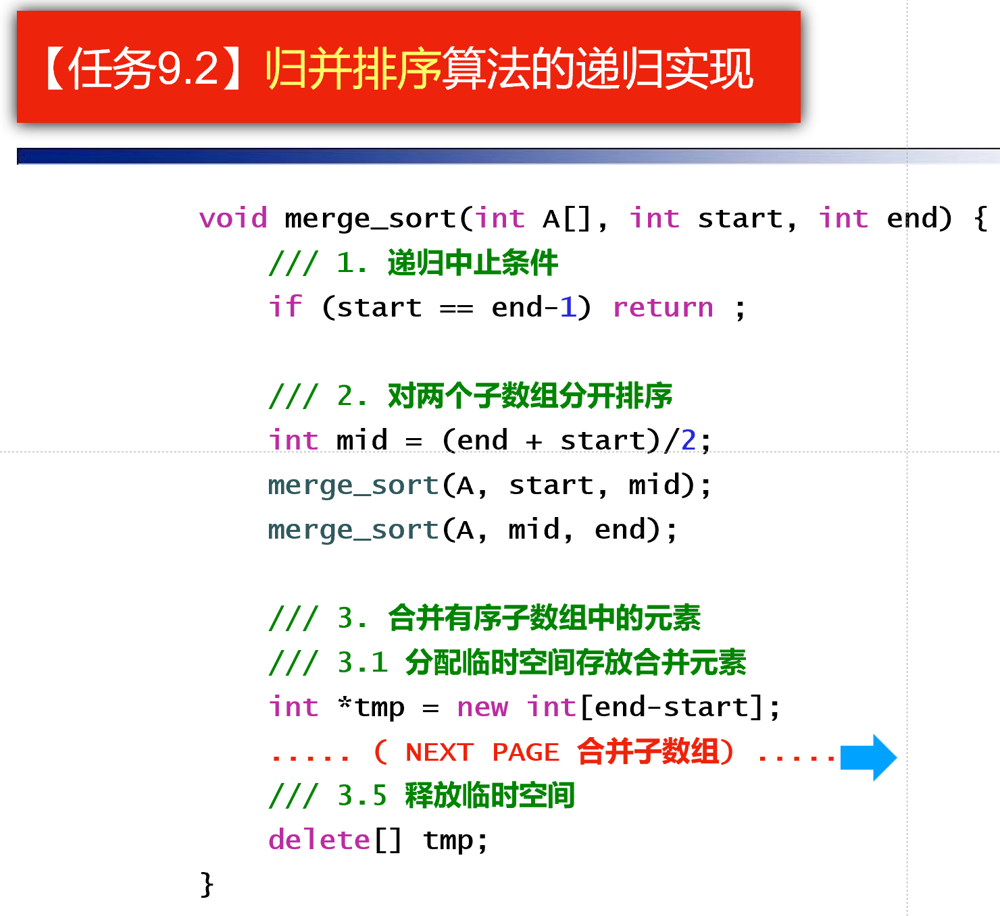 【任务9.2】归并排序算法的递归实现
void merge_sort(int A[], int start, int end) {
/// 1. 递归中止条件
if (start == end-1) return ;
/// 2. 对两个子数组分开排序
int mid = (end + start)/2;
merge_sort(A, start, mid);
merge_sort(A, mid, end);
/// 3. 合并有序子数组中的元素
/// 3.1 分配临时空间存放合并元素
int *tmp = new int[end-start];
..... ( NEXT PAGE 合并子数组) .....
/// 3.5 释放临时空间
delete[] tmp;
}